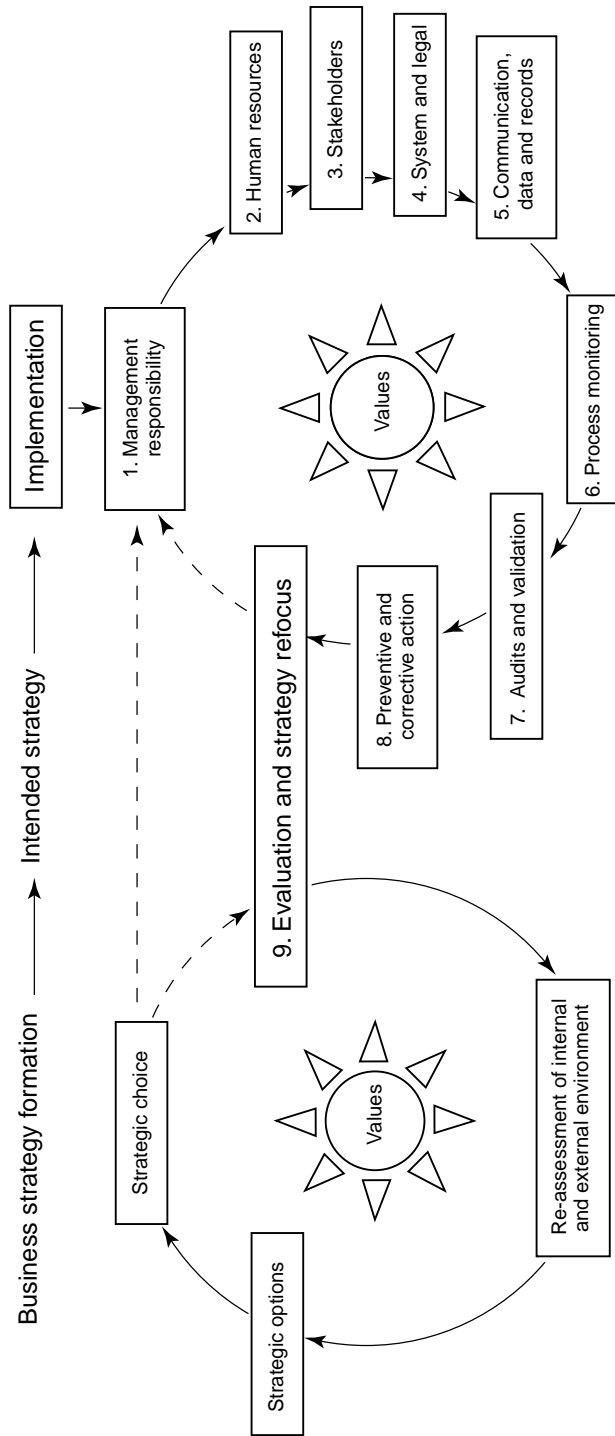 Business strategy formation
Intended strategy
Implementation
Strategic choice
1. Management
responsibility
2. Human resources
3. Stakeholders
4. System and legal
5. Communication,
data and records
6. Process monitoring
7. Audits and validation
8. Preventive and
corrective action
9. Evaluation and strategy refocus
Values
Values
Strategic options
Re-assessment of internal
and external environment